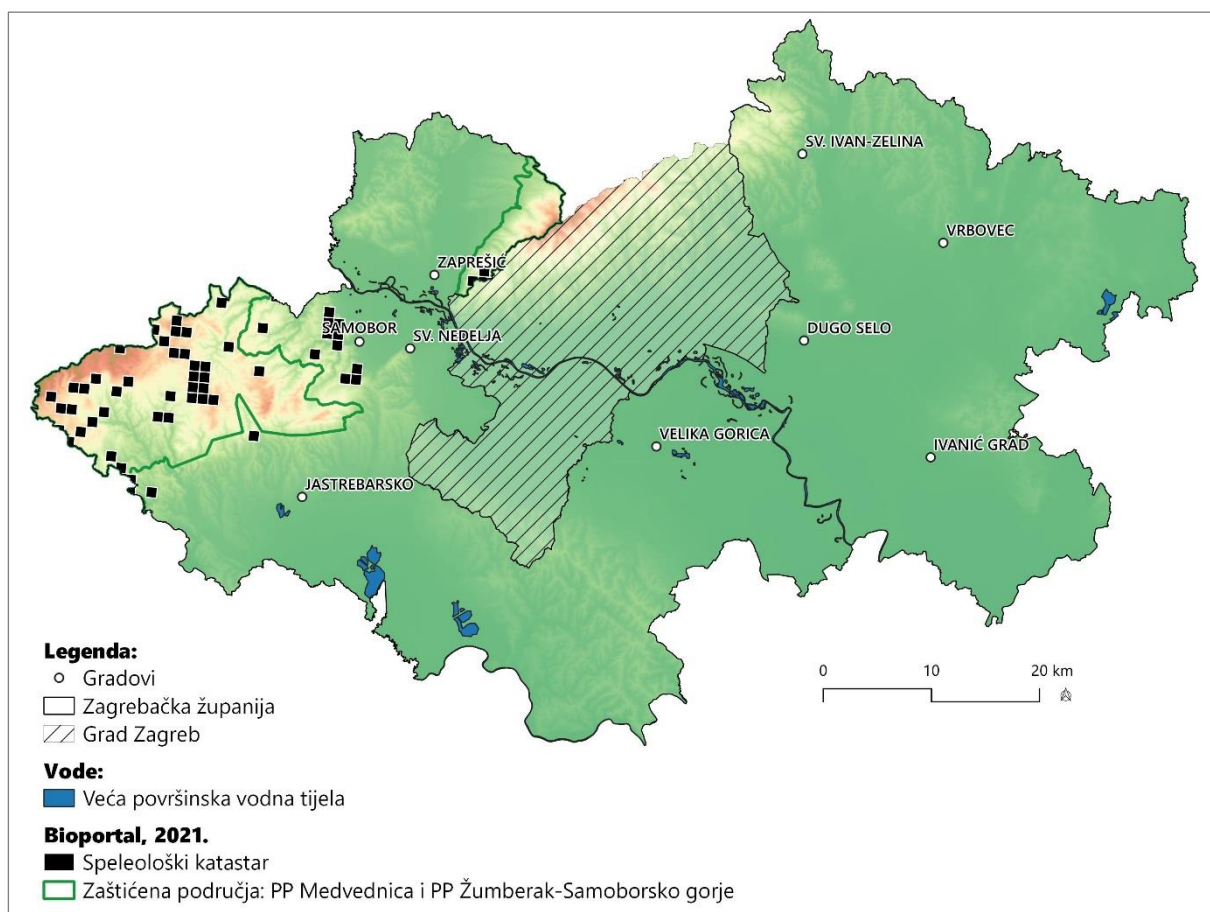 SV. IVAN-ZELINA
VRBOVEC
ZAPREŠIĆ
SAMOBOR
SV. NEDELJA
DUGO SELO
VELIKA GORICA
IVANIĆ GRAD
JASTREBARSKO
Legenda:
Gradovi
Zagrebačka županija
Grad Zagreb
0 10 20 km
Vode:
Veća površinska vodna tijela
Bioportal, 2021.
Speleološki katastar
Zaštićena područja: PP Medvednica i PP Žumberak-Samoborsko gorje